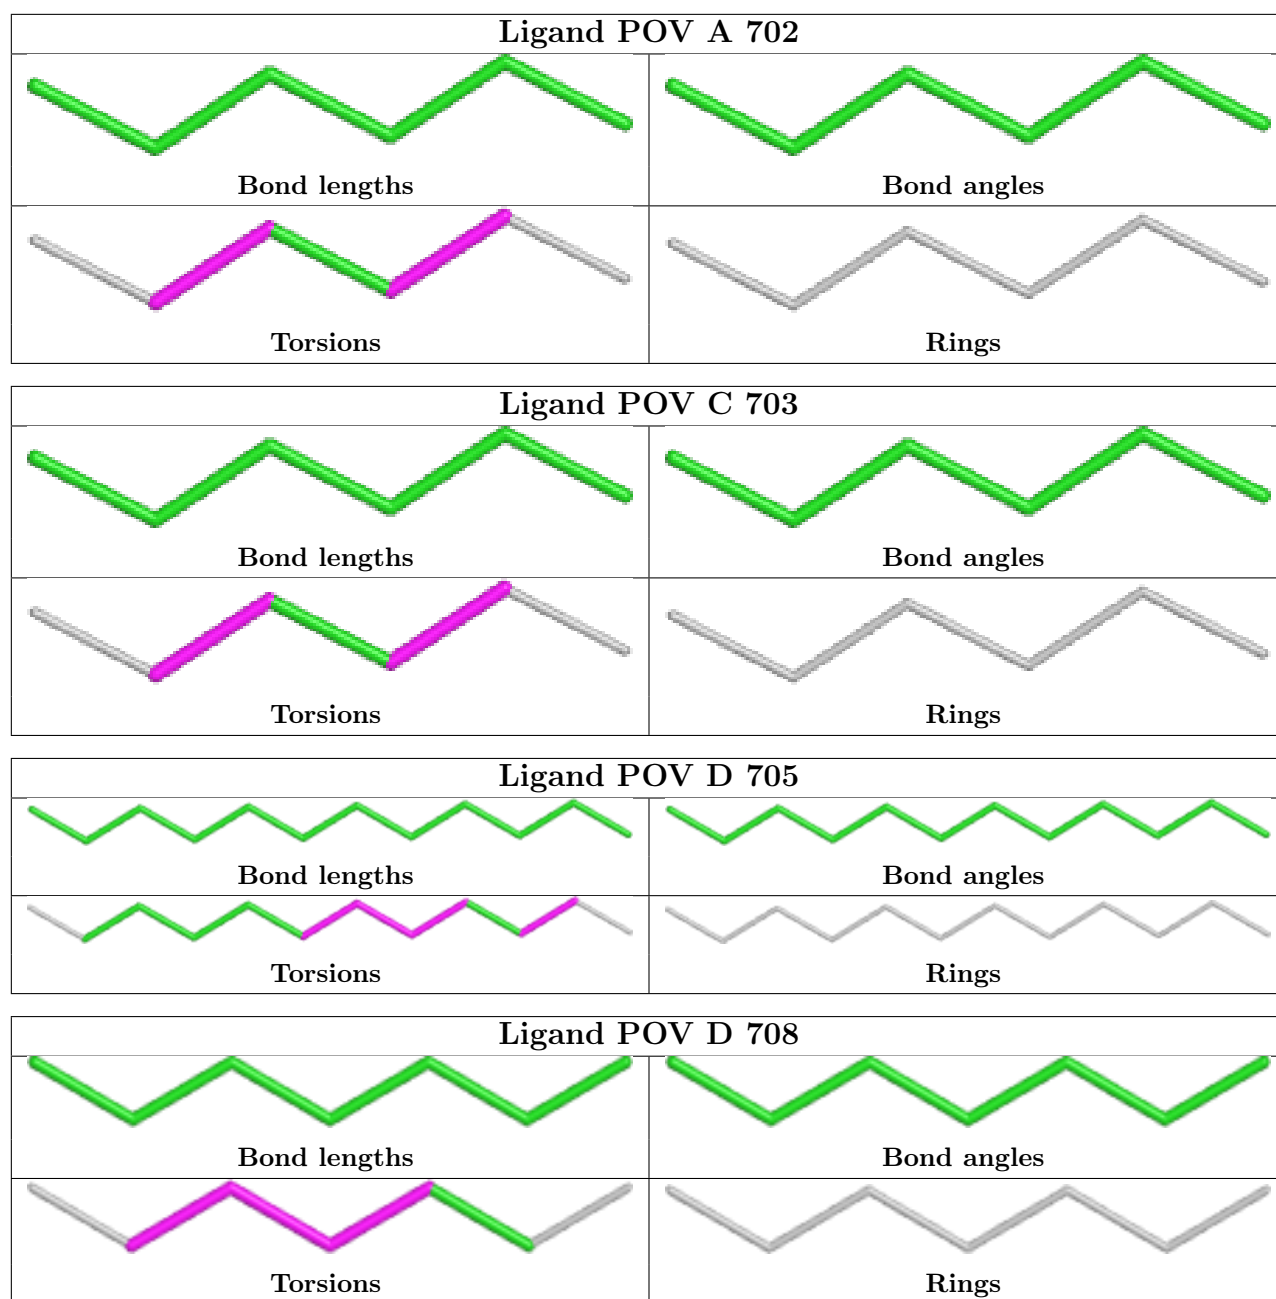 Ligand POV A 702
Bond lengths
Bond angles
Torsions
Rings
Ligand POV C 703
Bond lengths
Bond angles
Torsions
Rings
Ligand POV D 705
Bond lengths
Bond angles
Torsions
Rings
Ligand POV D 708
Bond lengths
Bond angles
Torsions
Rings